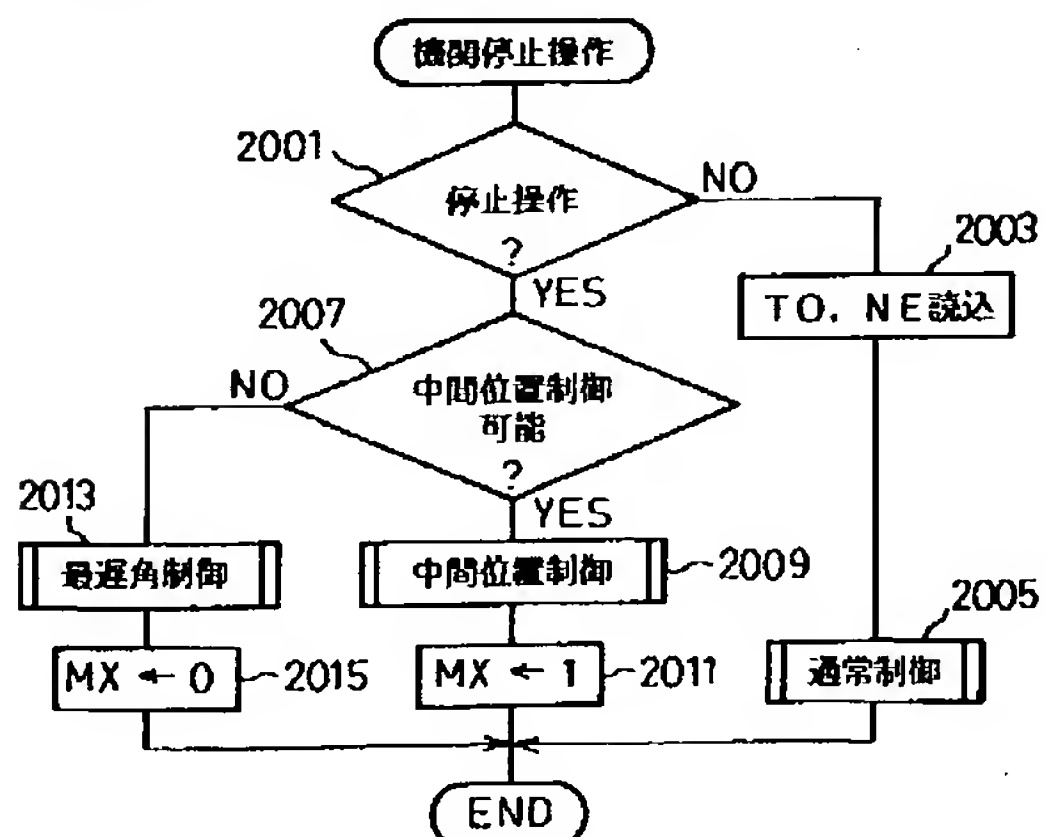 機関停止操作
2001
停止操作
?
NO
YES
2003
TO. NE読込
2007
中間位置制御
可能
?
NO
YES
2013
最遅角制御
中間位置制御
2009
2005
通常制御
MX ← 0
2015
MX ← 1
2011
END